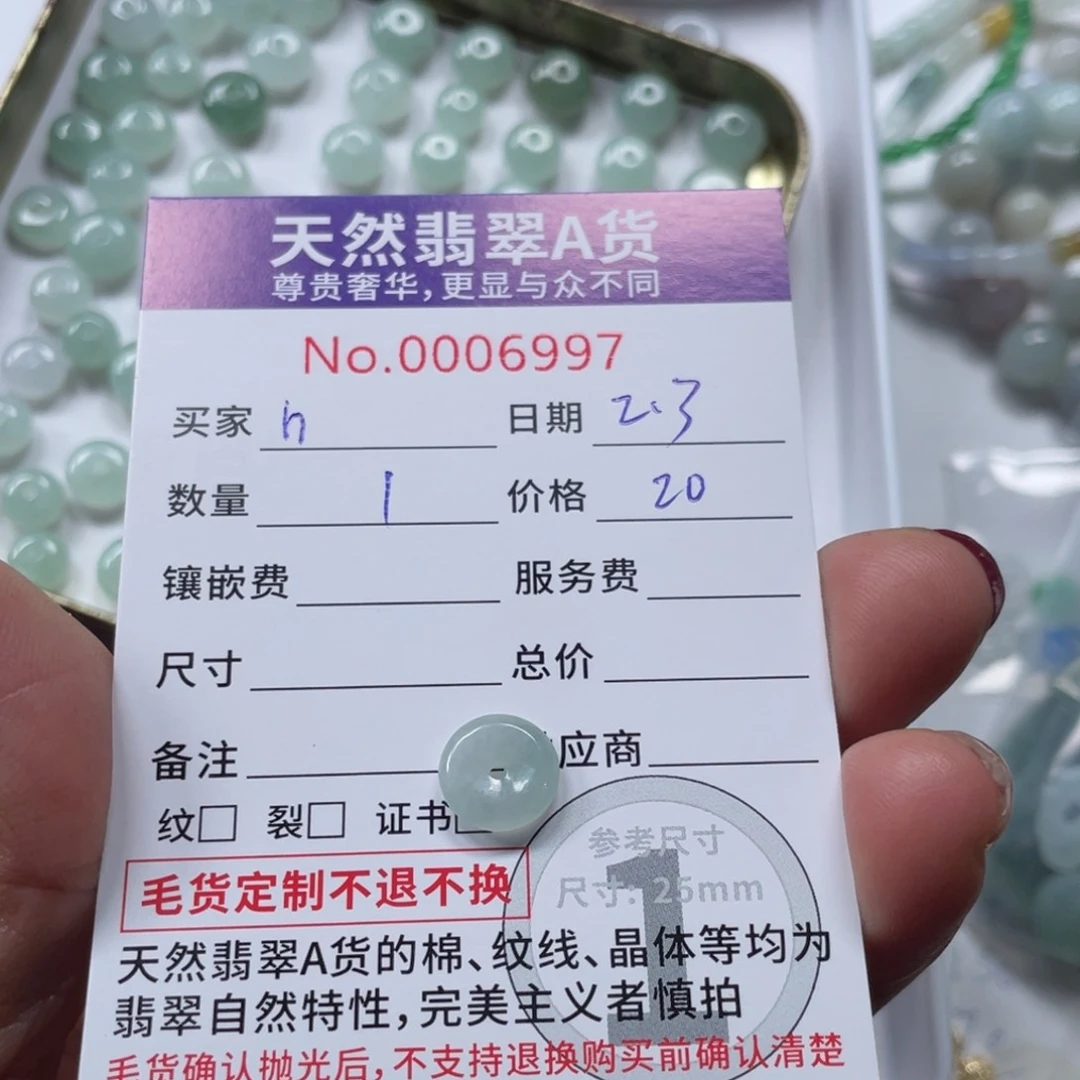 天然翡翠A货
尊贵奢华，更显与众不同
No.0006997
买家 h 日期 2.3
数量 1 价格 20
镶嵌费 服务费
尺寸 总价
备注 应商
纹□ 裂□ 证书□
参考尺寸
尺寸: 25mm
1
毛货定制不退不换
天然翡翠A货的棉、纹线、晶体等均为
翡翠自然特性，完美主义者慎拍
毛货确认抛光后，不支持退换购买前确认清楚